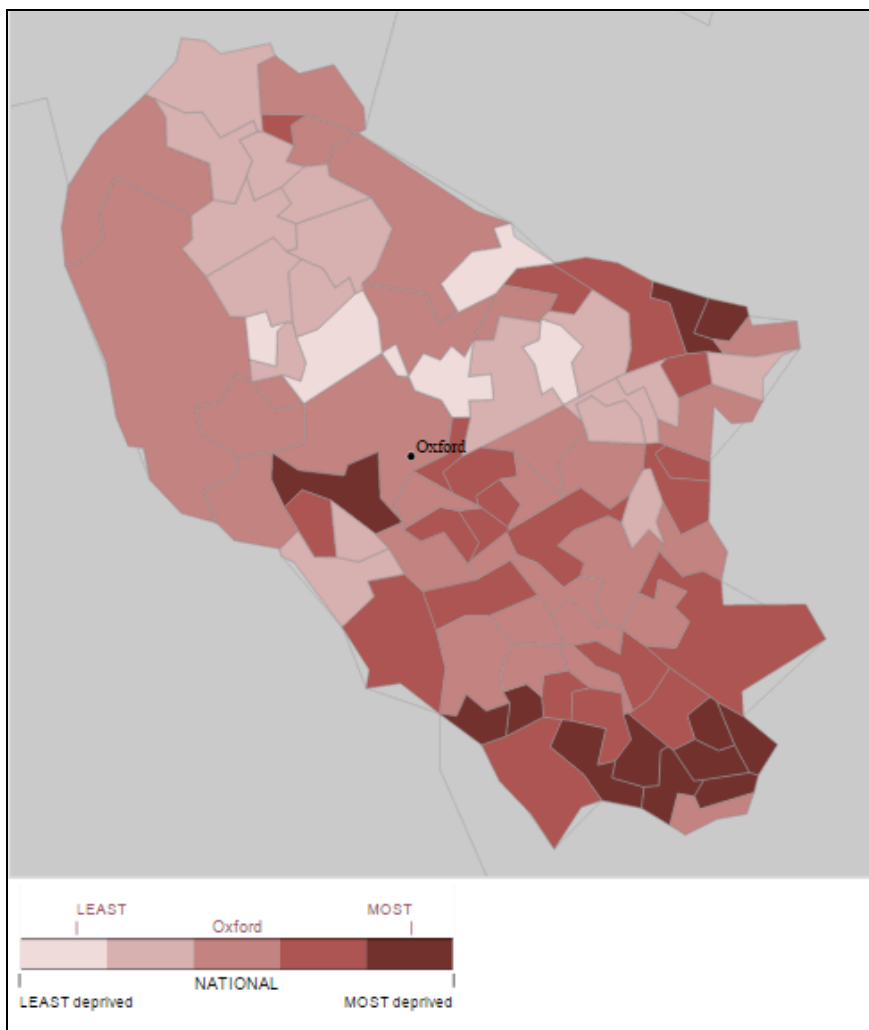 Oxford
LEAST MOST
Oxford
NATIONAL
LEAST deprived MOST deprived